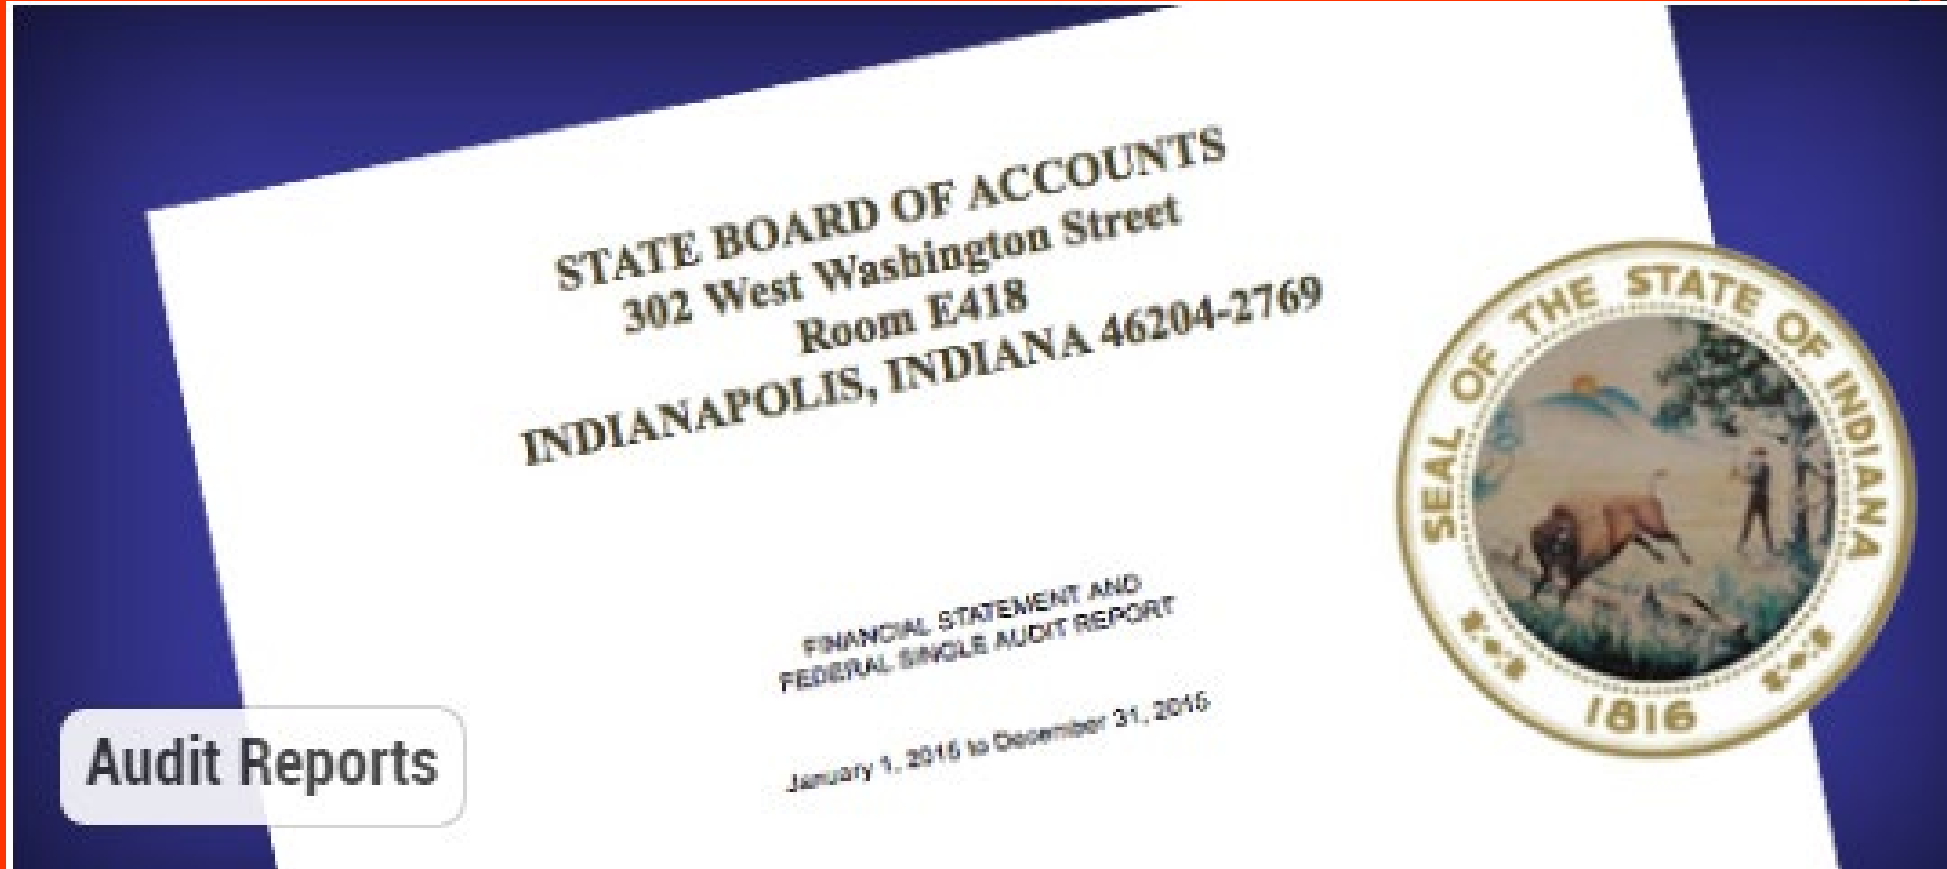 STATE BOARD OF ACCOUNTS
302 West Washington Street
Room E418
INDIANAPOLIS, INDIANA 46204-2769
SEAL OF THE STATE OF INDIANA
1816
FINANCIAL STATEMENT AND
FEDERAL SINGLE AUDIT REPORT
January 1, 2015 to December 31, 2015
Audit Reports